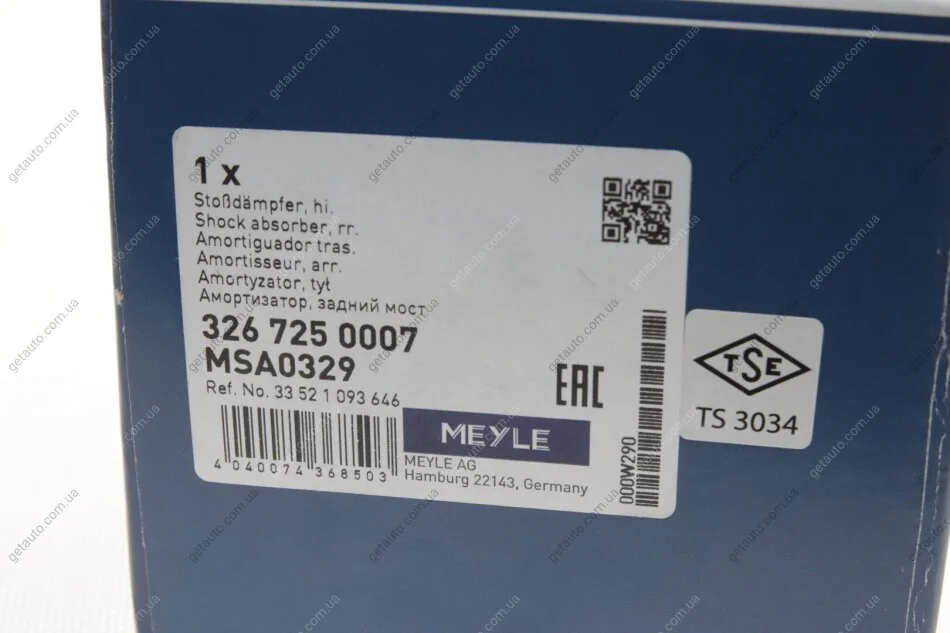 1 x
Stoßdämpfer, hi.
Shock absorber, rr.
Amortiguador tras.
Amortisseur, arr.
Amortyzator, tył
Амортизатор, задний мост
326 725 0007
MSA0329
Ref. No. 33 52 1 093 646
EAC
MEYLE
4 040074 368503
MEYLE AG
Hamburg 22143, Germany
000W290
TSE
TS 3034
getauto.com.ua